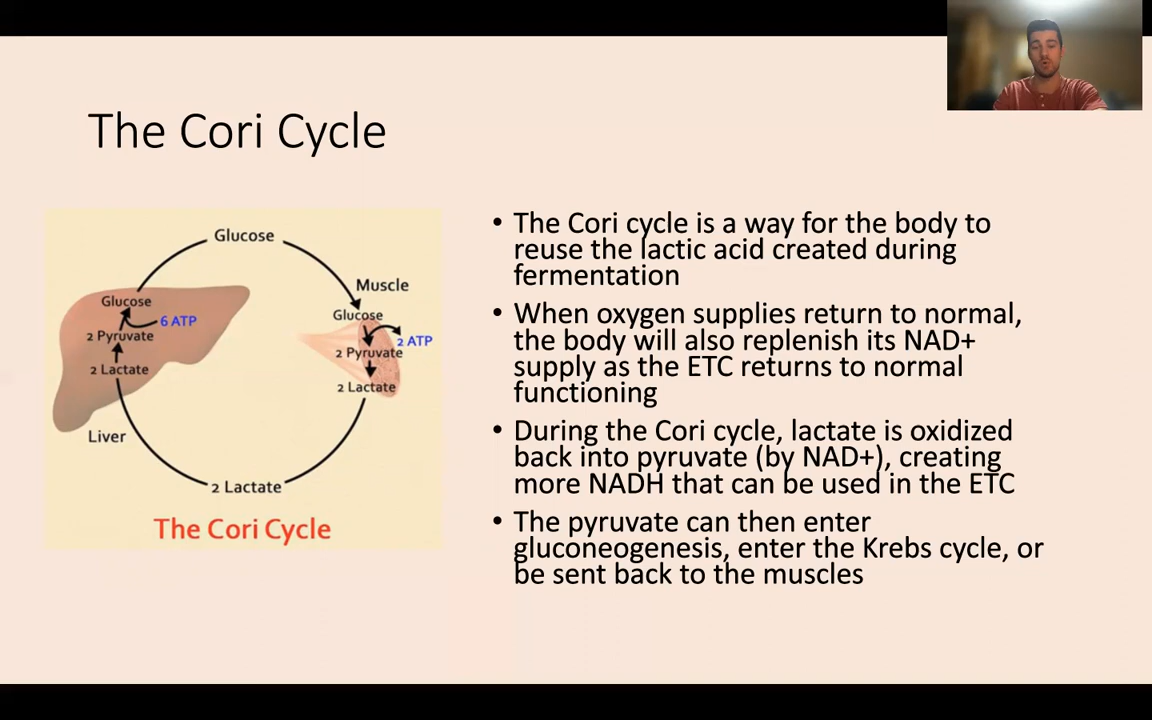 The Cori Cycle
Glucose
Muscle
Glucose
Glucose
6 ATP
2 ATP
2 Pyruvate
2 Pyruvate
2 Lactate
2 Lactate
Liver
2 Lactate
The Cori Cycle
• The Cori cycle is a way for the body to
reuse the lactic acid created during
fermentation
• When oxygen supplies return to normal,
the body will also replenish its NAD+
supply as the ETC returns to normal
functioning
• During the Cori cycle, lactate is oxidized
back into pyruvate (by NAD+), creating
more NADH that can be used in the ETC
• The pyruvate can then enter
gluconeogenesis, enter the Krebs cycle, or
be sent back to the muscles